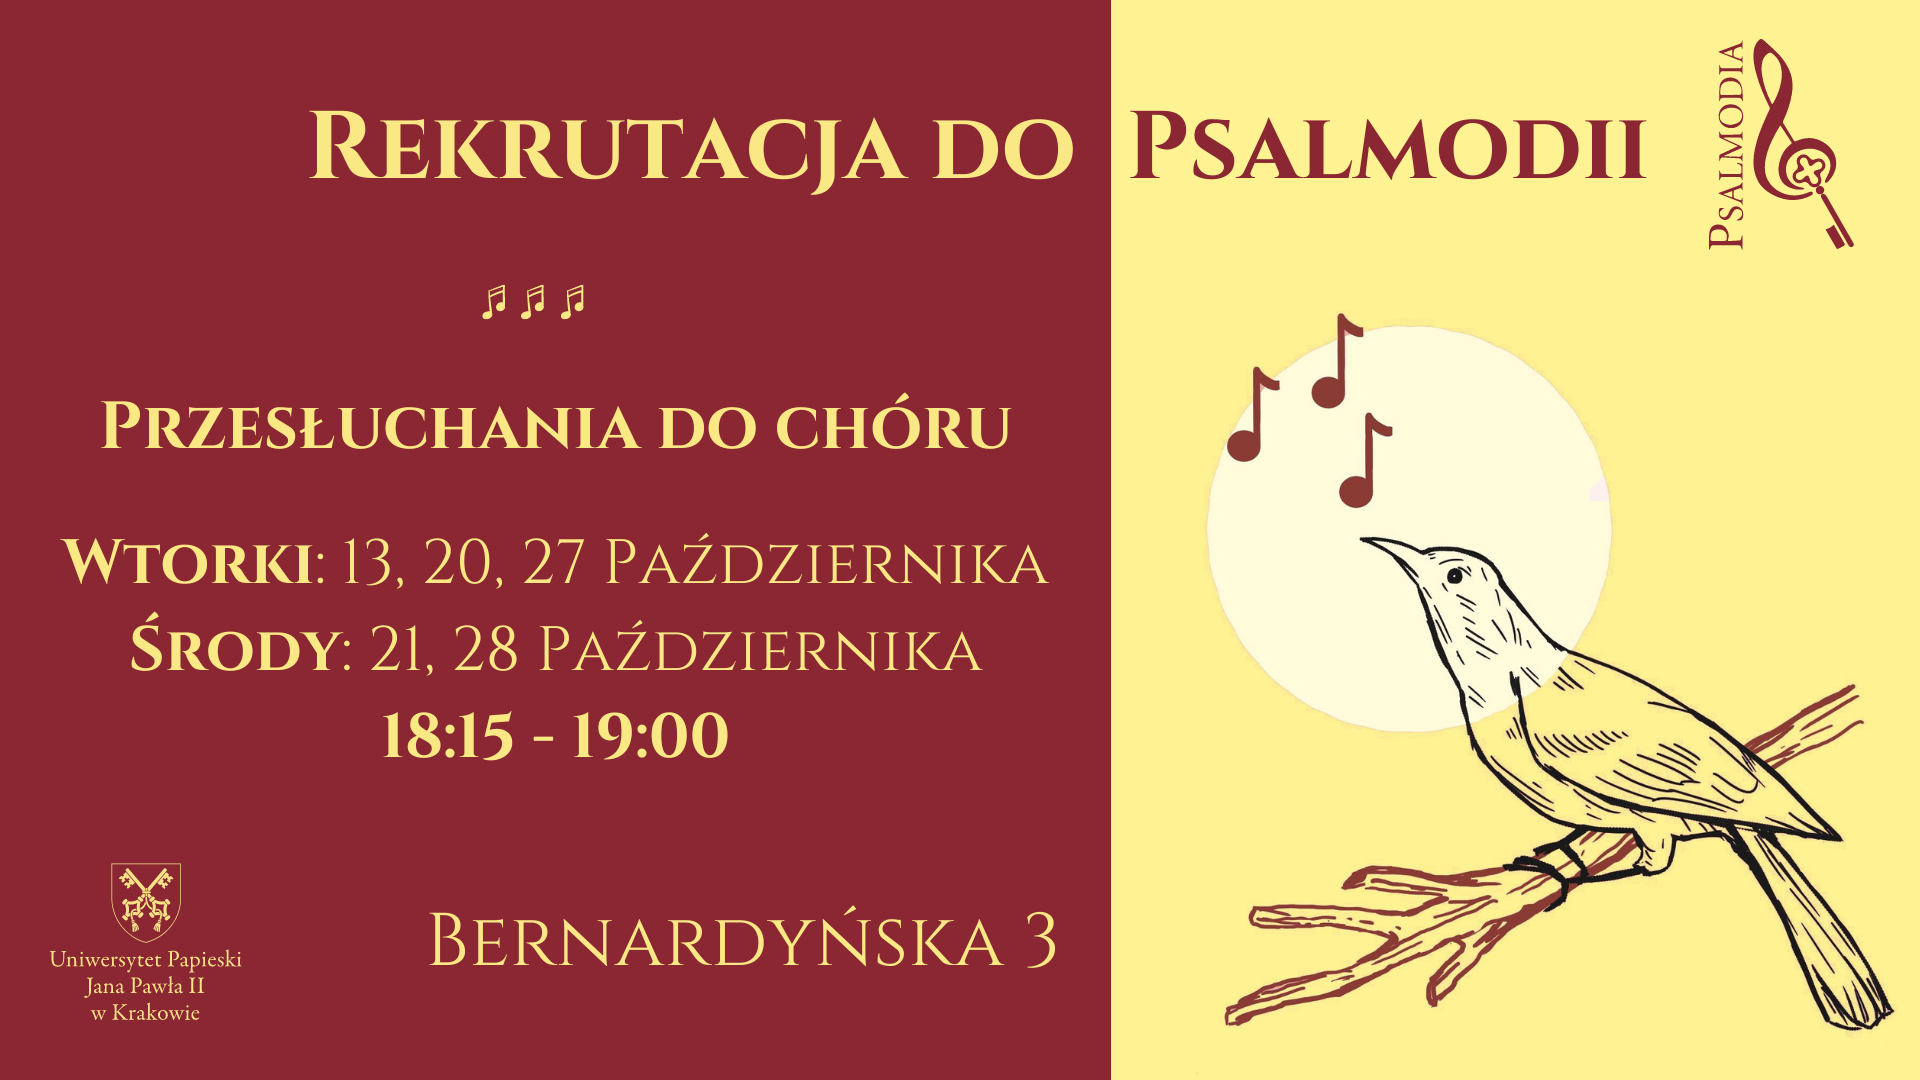 Rekrutacja do Psalmodii
Psalmodia
♫ ♫ ♫
Przesłuchania do chóru
Wtorki: 13, 20, 27 Października
Środy: 21, 28 Października
18:15 - 19:00
Bernardyńska 3
Uniwersytet Papieski
Jana Pawła II
w Krakowie